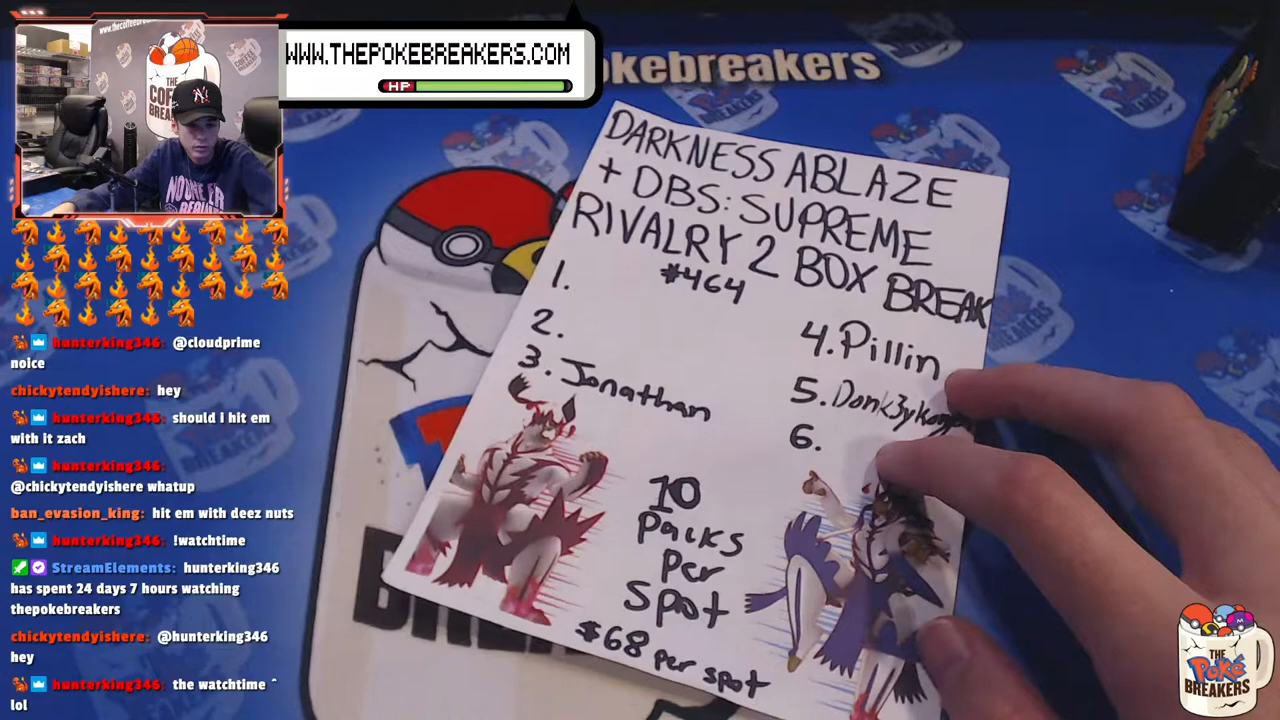 WWW.THEPOKEBREAKERS.COM
HP
okebreakers
DARKNESS ABLAZE
+ DBS: SUPREME
RIVALRY 2 BOX BREAK
#464
1.
2.
3. Jonathan
4. Pillin
5.
6.
10
Packs
Per
Spot
$68 per spot
hunterking346: @cloudprime
noice
chickytendyishere: hey
hunterking346: should i hit em
with it zach
hunterking346:
@chickytendyishere whatup
ban_evasion_king: hit em with deez nuts
hunterking346: !watchtime
StreamElements: hunterking346
has spent 24 days 7 hours watching
thepokebreakers
chickytendyishere: @hunterking346
hey
hunterking346: the watchtime ^
lol
THE
Poké
BREAKERS